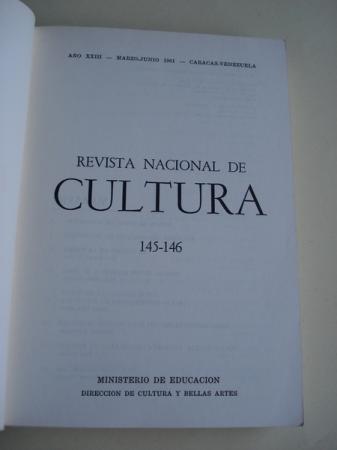 AÑO XXIII — MARZO-JUNIO 1961 — CARACAS-VENEZUELA
REVISTA NACIONAL DE
CULTURA
145-146
MINISTERIO DE EDUCACION
DIRECCION DE CULTURA Y BELLAS ARTES